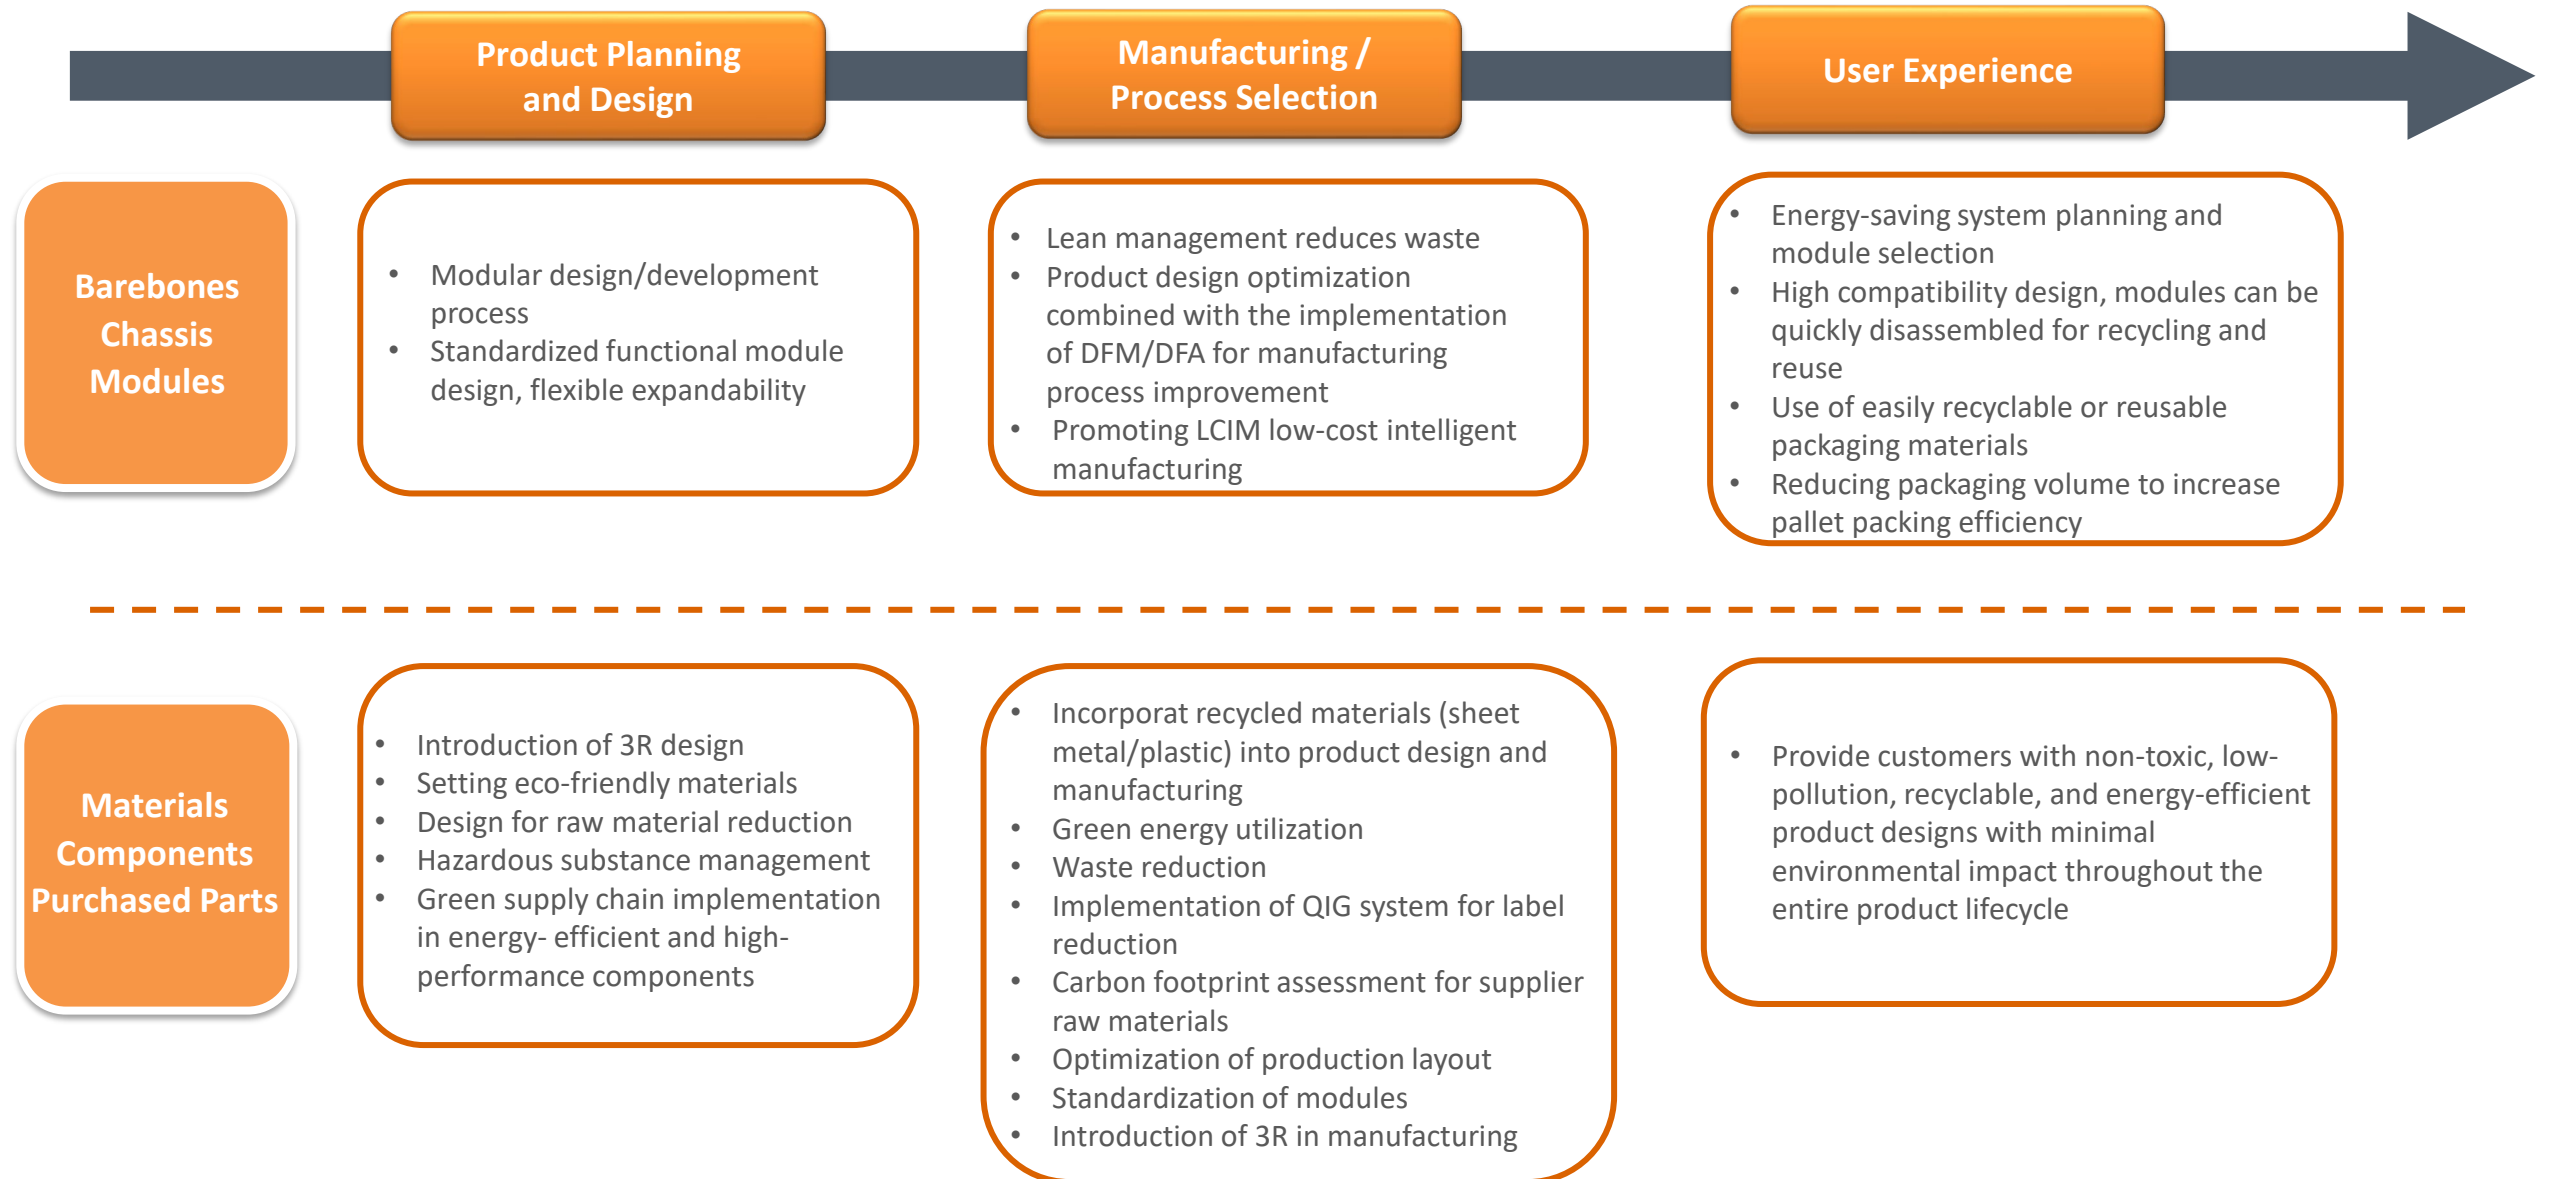 Product Planning
and Design
Manufacturing /
Process Selection
User Experience
Barebones
Chassis
Modules
• Modular design/development
process
• Standardized functional module
design, flexible expandability
• Lean management reduces waste
• Product design optimization
combined with the implementation
of DFM/DFA for manufacturing
process improvement
• Promoting LCIM low-cost intelligent
manufacturing
• Energy-saving system planning and
module selection
• High compatibility design, modules can be
quickly disassembled for recycling and
reuse
• Use of easily recyclable or reusable
packaging materials
• Reducing packaging volume to increase
pallet packing efficiency
Materials
Components
Purchased Parts
• Introduction of 3R design
• Setting eco-friendly materials
• Design for raw material reduction
• Hazardous substance management
• Green supply chain implementation
in energy- efficient and high-
performance components
• Incorporat recycled materials (sheet
metal/plastic) into product design and
manufacturing
• Green energy utilization
• Waste reduction
• Implementation of QIG system for label
reduction
• Carbon footprint assessment for supplier
raw materials
• Optimization of production layout
• Standardization of modules
• Introduction of 3R in manufacturing
• Provide customers with non-toxic, low-
pollution, recyclable, and energy-efficient
product designs with minimal
environmental impact throughout the
entire product lifecycle